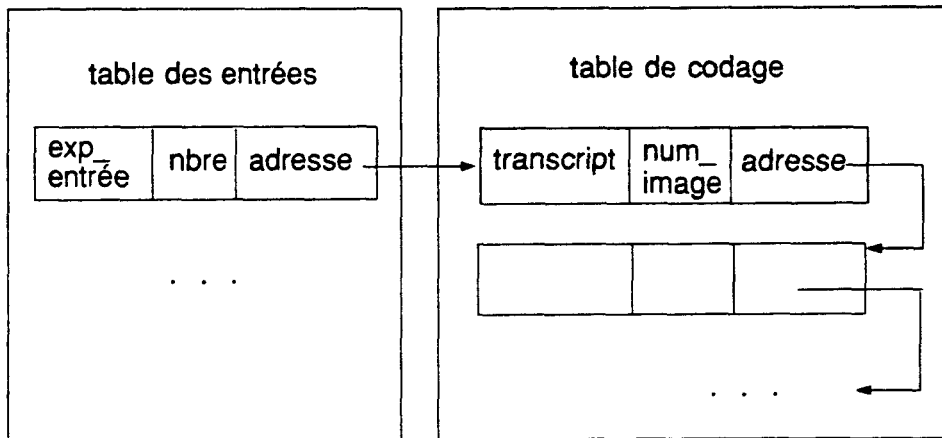 table des entrées
exp_
entrée
nbre
adresse
. . .
table de codage
transcript
num_
image
adresse
. . .